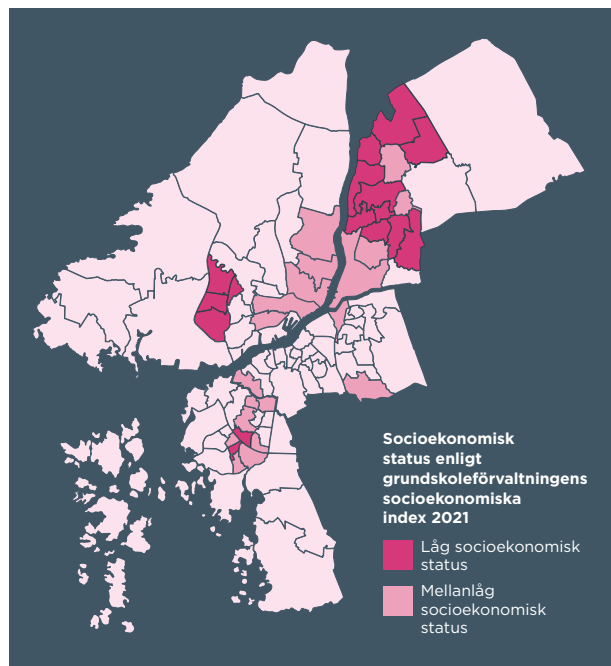 Socioekonomisk
status enligt
grundskoleförvaltningens
socioekonomiska
index 2021
Låg socioekonomisk
status
Mellanlåg
socioekonomisk
status